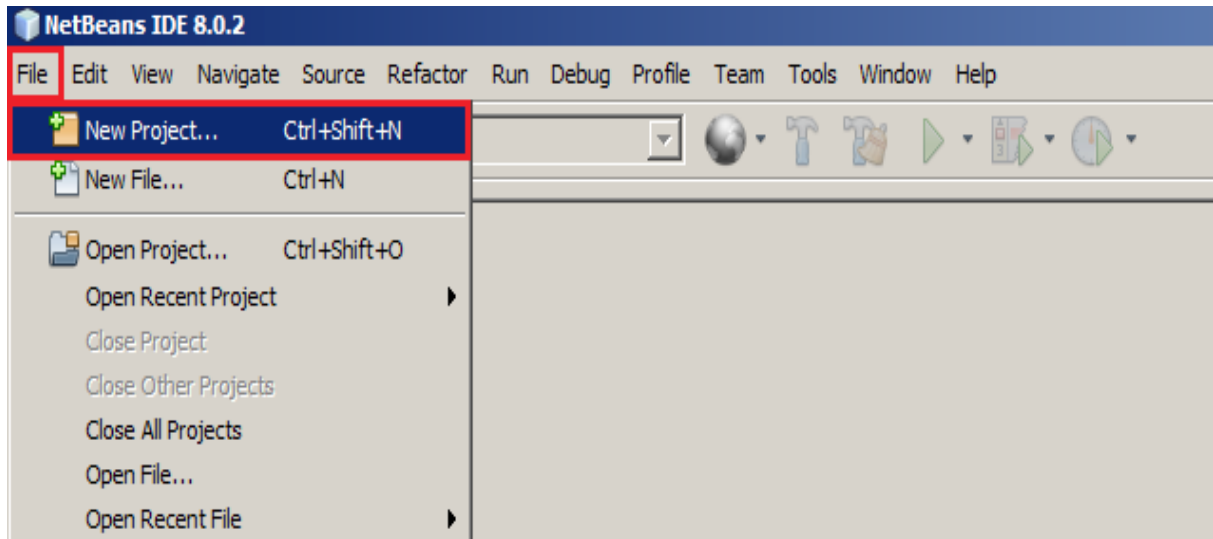 NetBeans IDE 8.0.2
File Edit View Navigate Source Refactor Run Debug Profile Team Tools Window Help
New Project... Ctrl+Shift+N
New File... Ctrl+N
Open Project... Ctrl+Shift+O
Open Recent Project
Close Project
Close Other Projects
Close All Projects
Open File...
Open Recent File